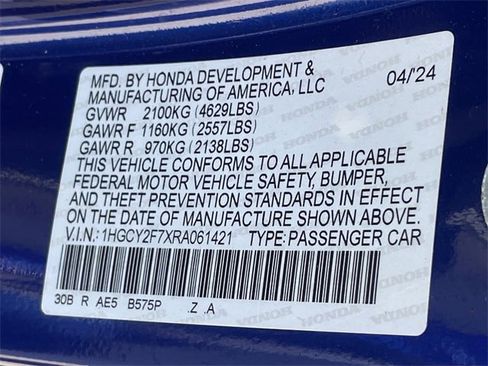 MFD. BY HONDA DEVELOPMENT & 04/24
MANUFACTURING OF AMERICA, LLC
GVWR 2100KG (4629LBS)
GAWR F 1160KG (2557LBS)
GAWR R 970KG (2138LBS)
THIS VEHICLE CONFORMS TO ALL APPLICABLE
FEDERAL MOTOR VEHICLE SAFETY, BUMPER,
AND THEFT PREVENTION STANDARDS IN EFFECT
ON THE DATE OF MANUFACTURE SHOWN ABOVE.
V.I.N.: 1HGCY2F7XRA061421 TYPE: PASSENGER CAR
30B R AE5 B575P .Z .A